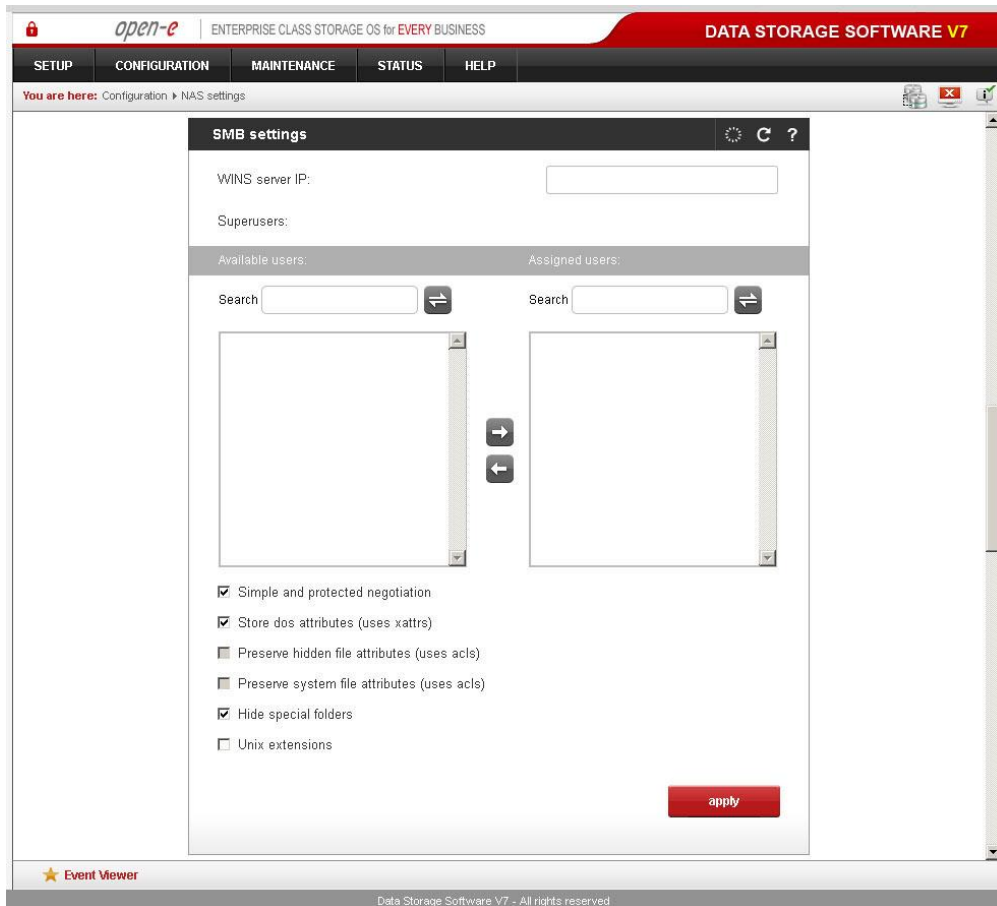 open-e ENTERPRISE CLASS STORAGE OS for EVERY BUSINESS DATA STORAGE SOFTWARE V7
SETUP CONFIGURATION MAINTENANCE STATUS HELP
You are here: Configuration NAS settings
SMB settings ?
WINS server IP:
Superusers:
Available users: Assigned users:
Search Search
Simple and protected negotiation
Store dos attributes (uses xattrs)
Preserve hidden file attributes (uses acls)
Preserve system file attributes (uses acls)
Hide special folders
Unix extensions
apply
Event Viewer
Data Storage Software V7 - All rights reserved